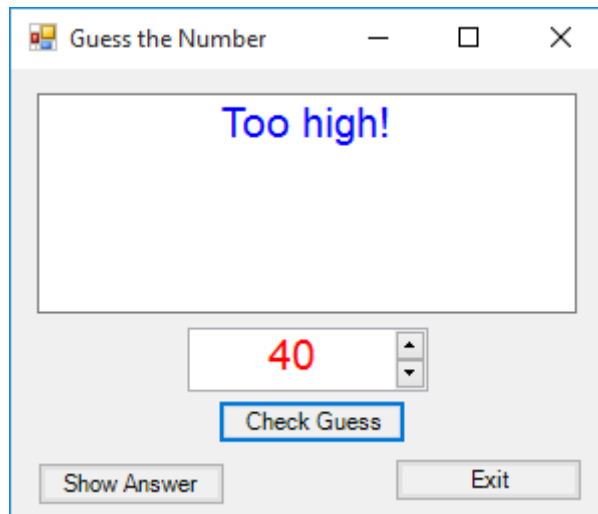 Guess the Number
Too high!
40
Check Guess
Show Answer
Exit